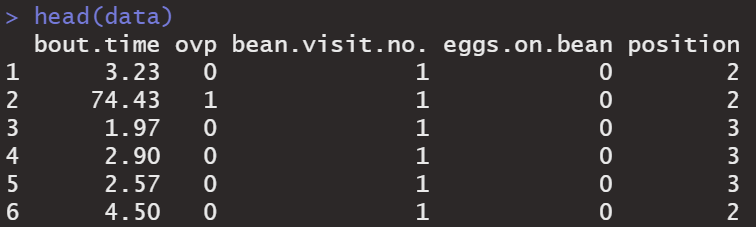 > head(data)
bout.time ovp bean.visit.no. eggs.on.bean position
1 3.23 0 1 0 2
2 74.43 1 1 0 2
3 1.97 0 1 0 3
4 2.90 0 1 0 3
5 2.57 0 1 0 3
6 4.50 0 1 0 2